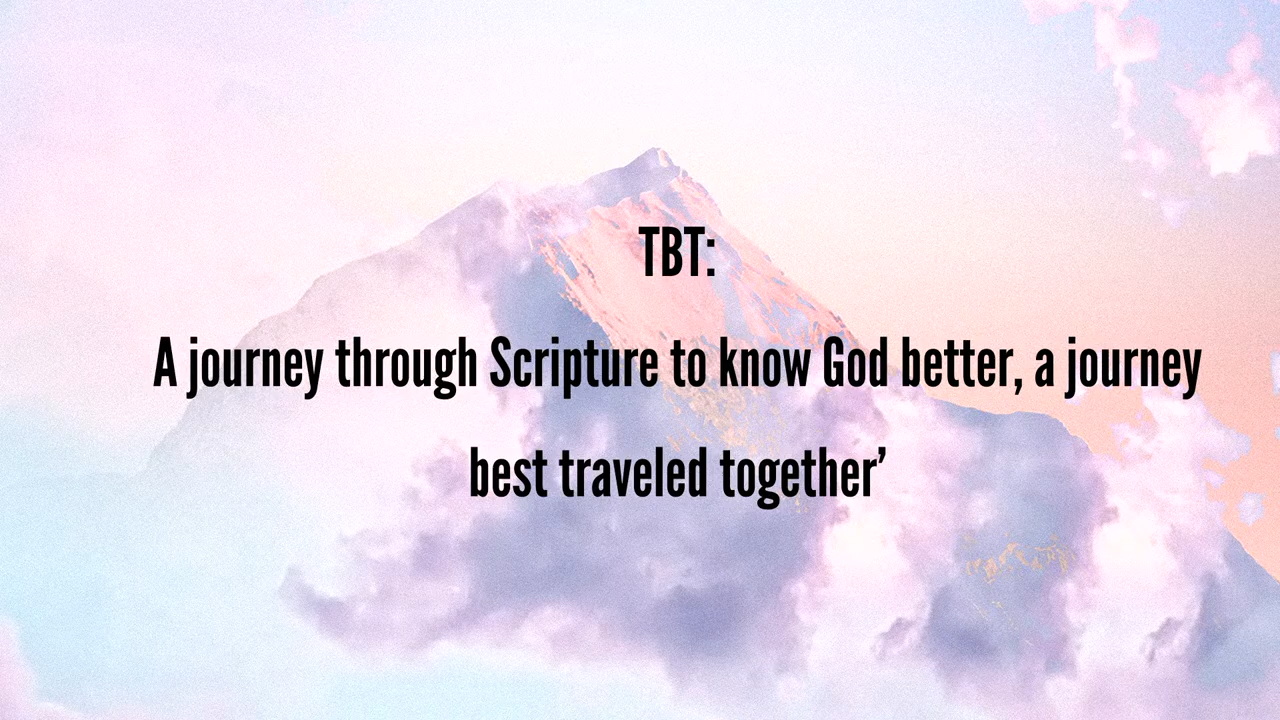 TBT:
A journey through Scripture to know God better, a journey
best traveled together’